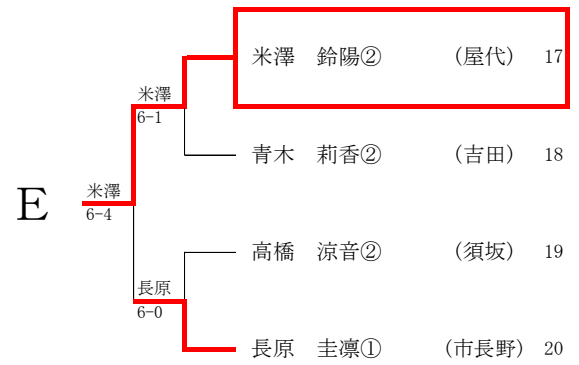 米澤 鈴陽② (屋代) 17
米澤
6-1
青木 莉香② (吉田) 18
E
米澤
6-4
高橋 涼音② (須坂) 19
長原
6-0
長原 圭凛① (市長野) 20